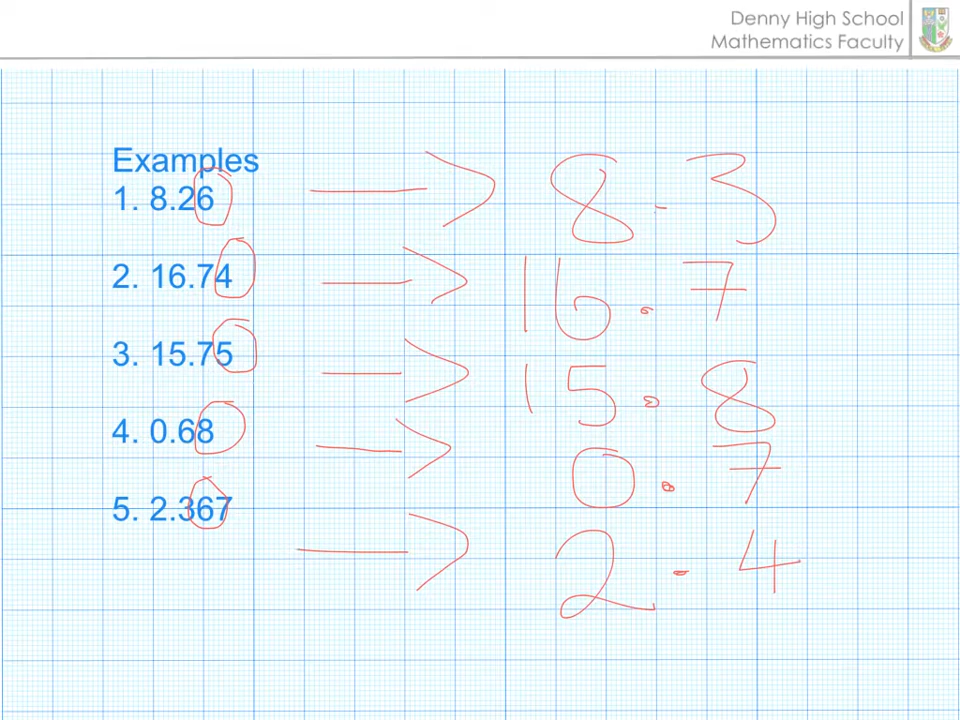 Denny High School
Mathematics Faculty
Examples
1. 8.26 8.3
2. 16.74 16.7
3. 15.75 15.8
4. 0.68 0.7
5. 2.367 2.4